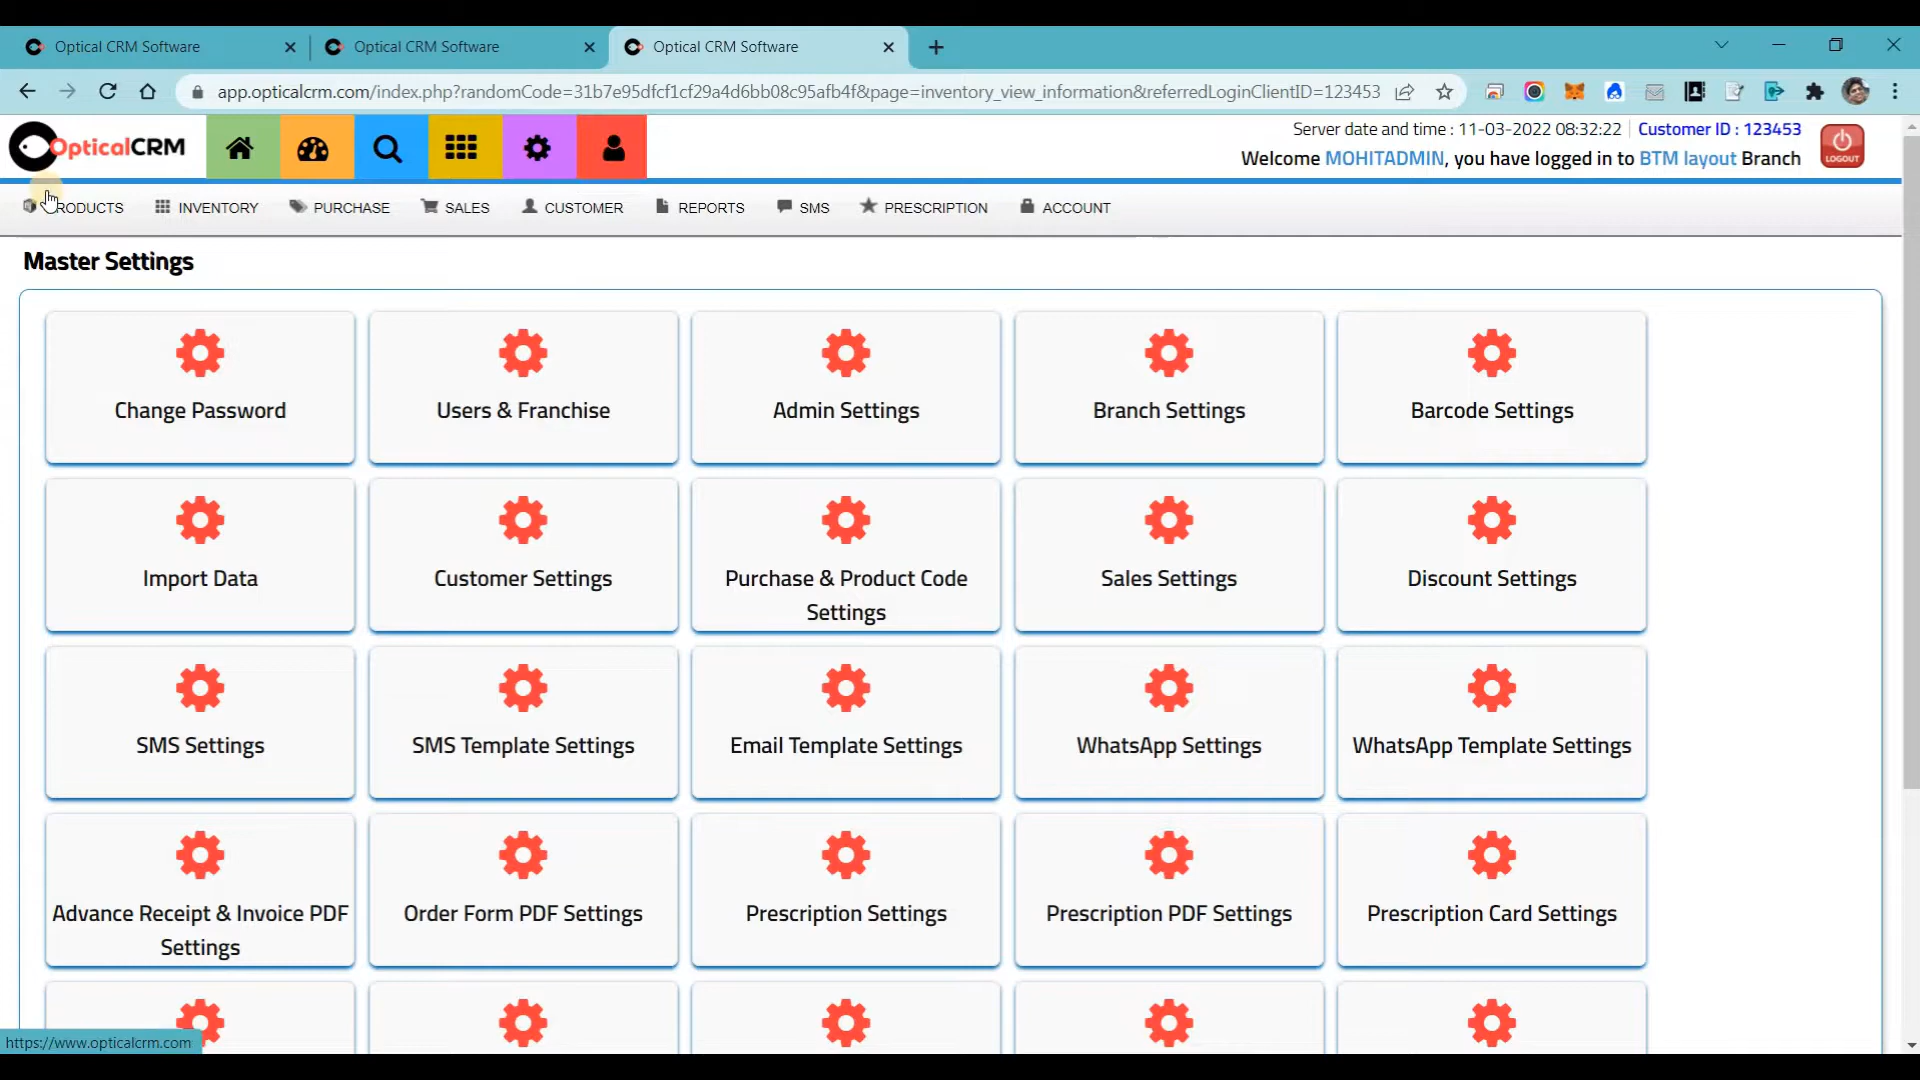 Optical CRM Software
Optical CRM Software
Optical CRM Software
app.opticalcrm.com/index.php?randomCode=31b7e95dfcf1cf29a4d6bb08c95afb4f&page=inventory_view_information&referredLoginClientID=123453
OpticalCRM
Server date and time : 11-03-2022 08:32:22
Customer ID : 123453
Welcome MOHITADMIN, you have logged in to BTM layout Branch
LOGOUT
PRODUCTS
INVENTORY
PURCHASE
SALES
CUSTOMER
REPORTS
SMS
PRESCRIPTION
ACCOUNT
Master Settings
Change Password
Users & Franchise
Admin Settings
Branch Settings
Barcode Settings
Import Data
Customer Settings
Purchase & Product Code
Settings
Sales Settings
Discount Settings
SMS Settings
SMS Template Settings
Email Template Settings
WhatsApp Settings
WhatsApp Template Settings
Advance Receipt & Invoice PDF
Settings
Order Form PDF Settings
Prescription Settings
Prescription PDF Settings
Prescription Card Settings
https://www.opticalcrm.com